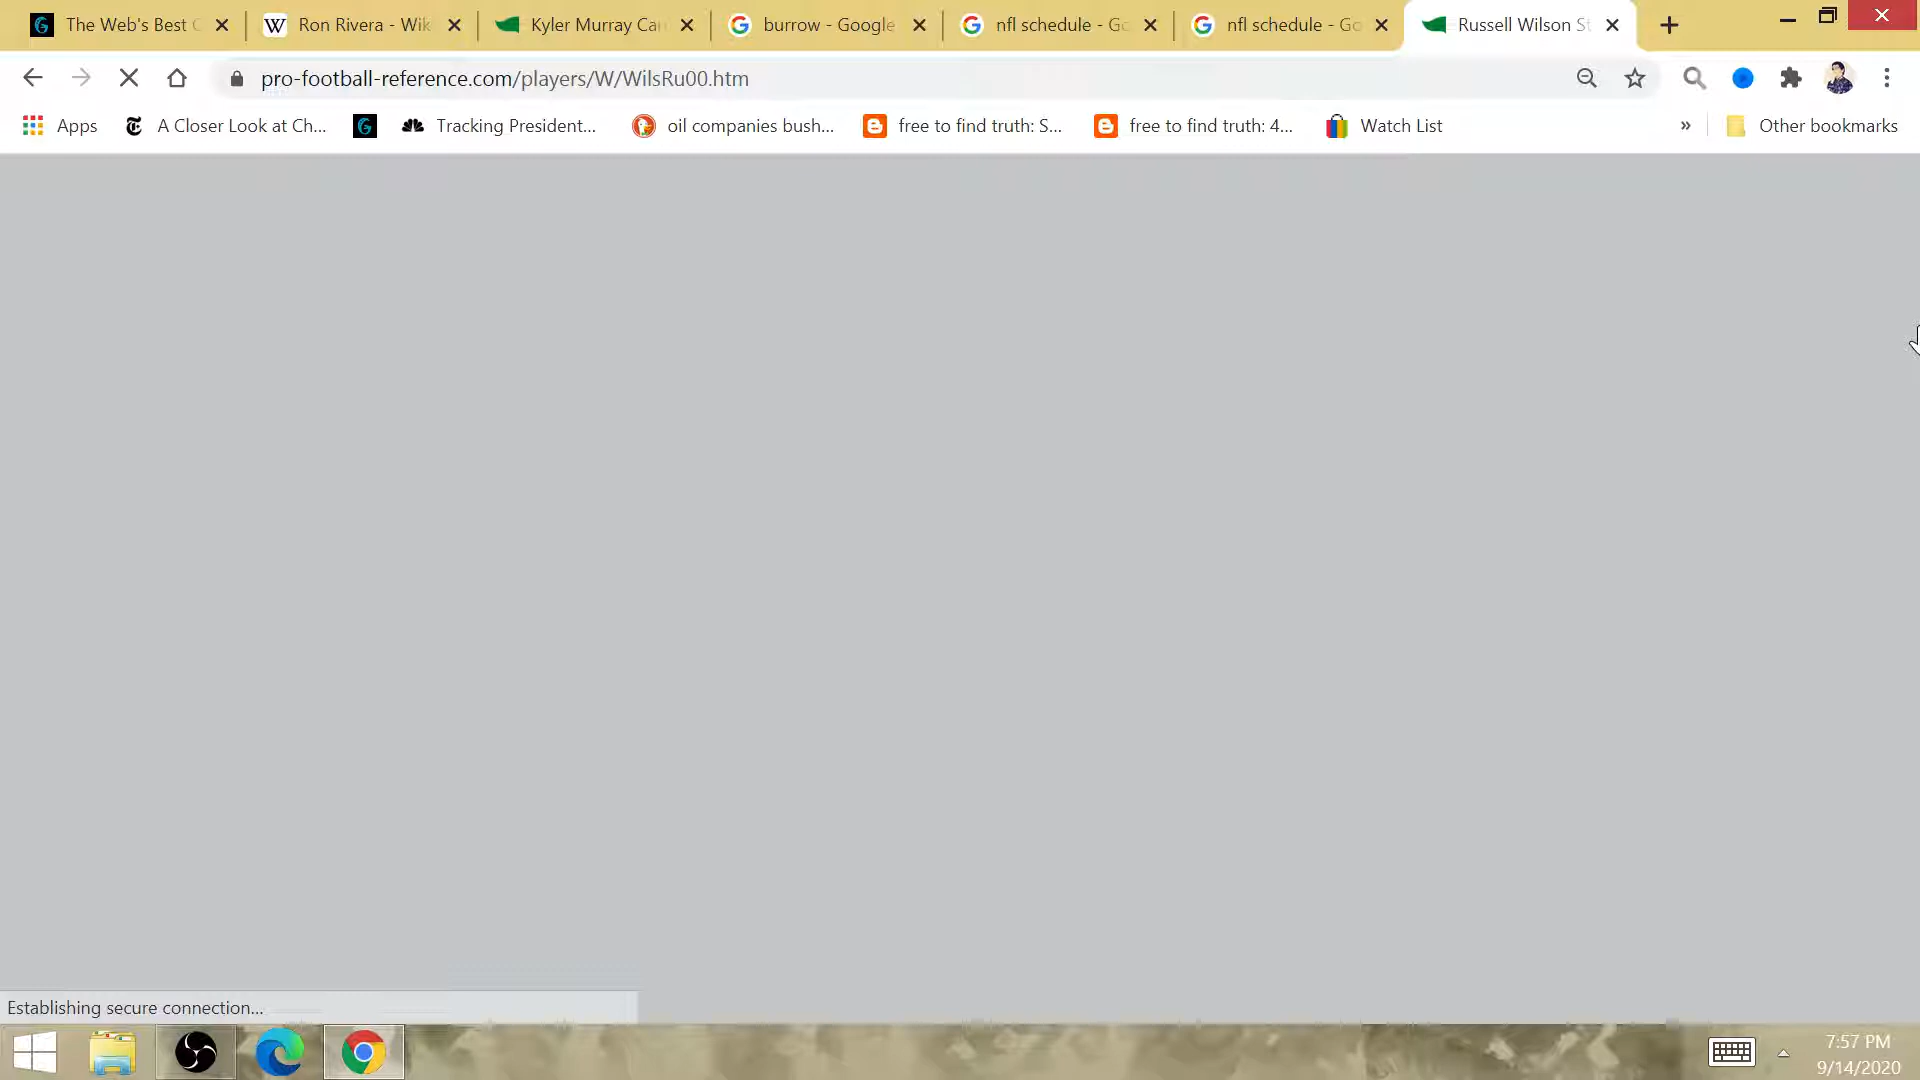 The Web's Best C
Ron Rivera - Wik
Kyler Murray Car
burrow - Google
nfl schedule - Go
nfl schedule - Go
Russell Wilson St
pro-football-reference.com/players/W/WilsRu00.htm
Apps
A Closer Look at Ch...
Tracking President...
oil companies bush...
free to find truth: S...
free to find truth: 4...
Watch List
»
Other bookmarks
Establishing secure connection...
7:57 PM
9/14/2020